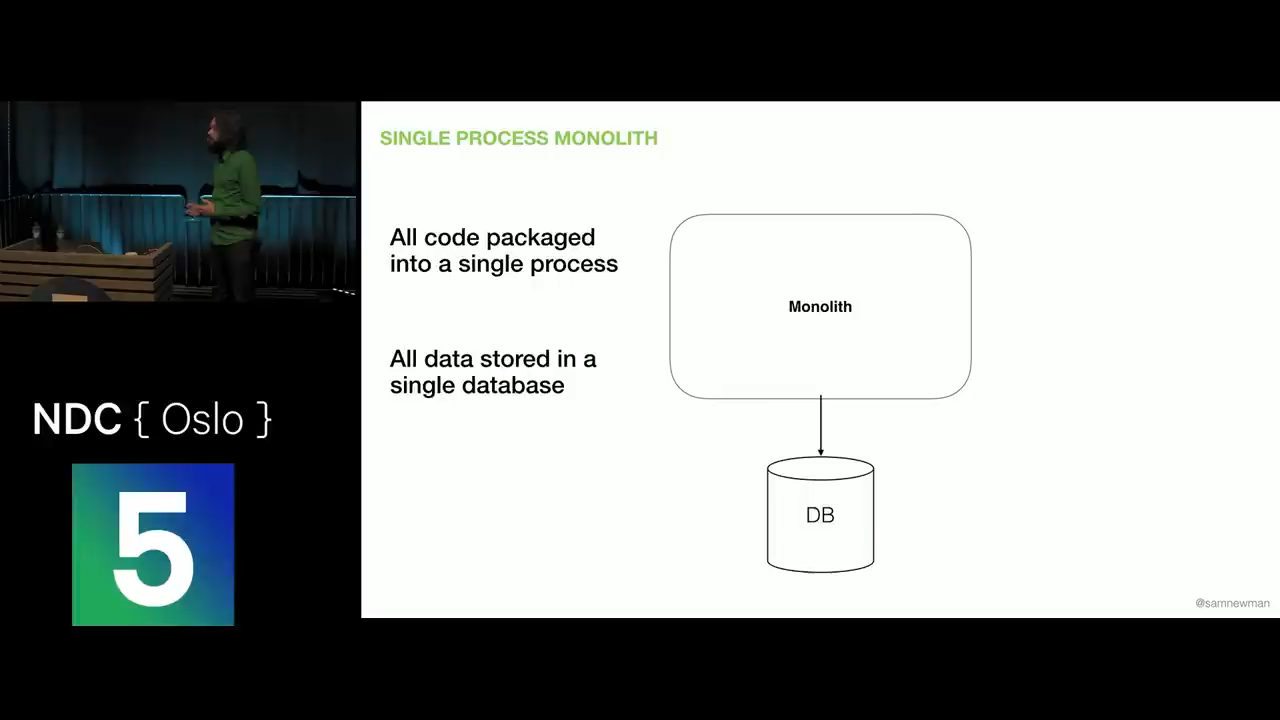 SINGLE PROCESS MONOLITH
All code packaged
into a single process
Monolith
All data stored in a
single database
NDC { Oslo }
5
DB
@samnewman